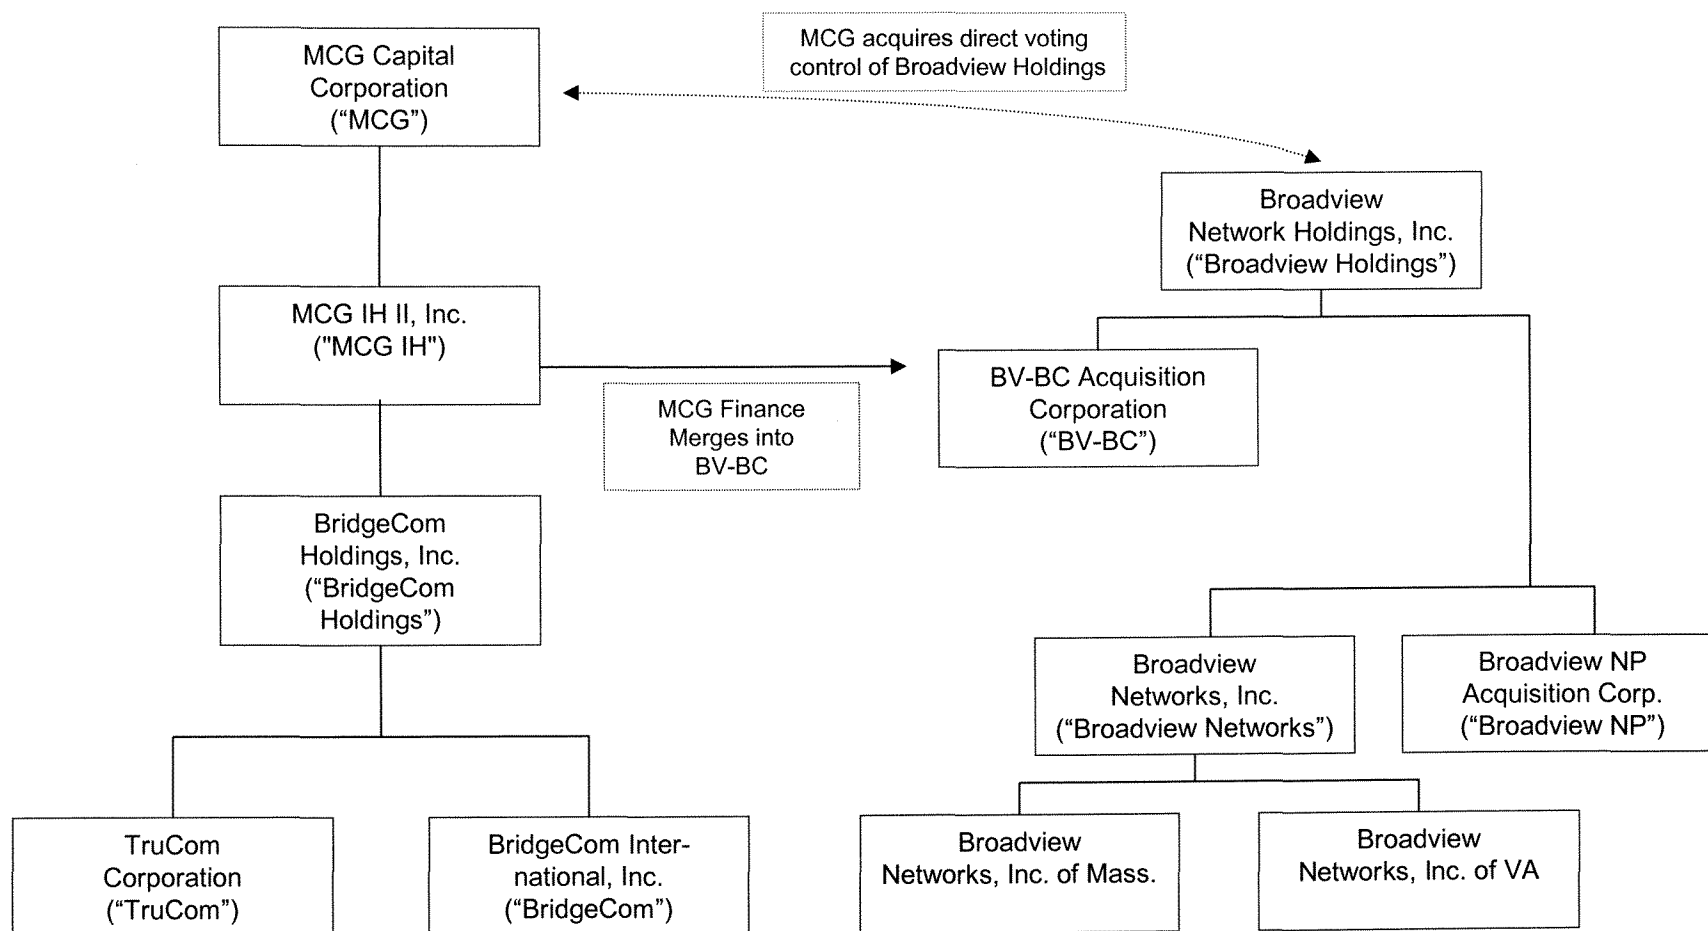 MCG Capital
Corporation
(“MCG”)
MCG acquires direct voting
control of Broadview Holdings
Broadview
Network Holdings, Inc.
(“Broadview Holdings”)
MCG IH II, Inc.
("MCG IH")
MCG Finance
Merges into
BV-BC
BV-BC Acquisition
Corporation
(“BV-BC”)
BridgeCom
Holdings, Inc.
(“BridgeCom
Holdings”)
Broadview
Networks, Inc.
(“Broadview Networks”)
Broadview NP
Acquisition Corp.
(“Broadview NP”)
TruCom
Corporation
(“TruCom”)
BridgeCom Inter-
national, Inc.
(“BridgeCom”)
Broadview
Networks, Inc. of Mass.
Broadview
Networks, Inc. of VA